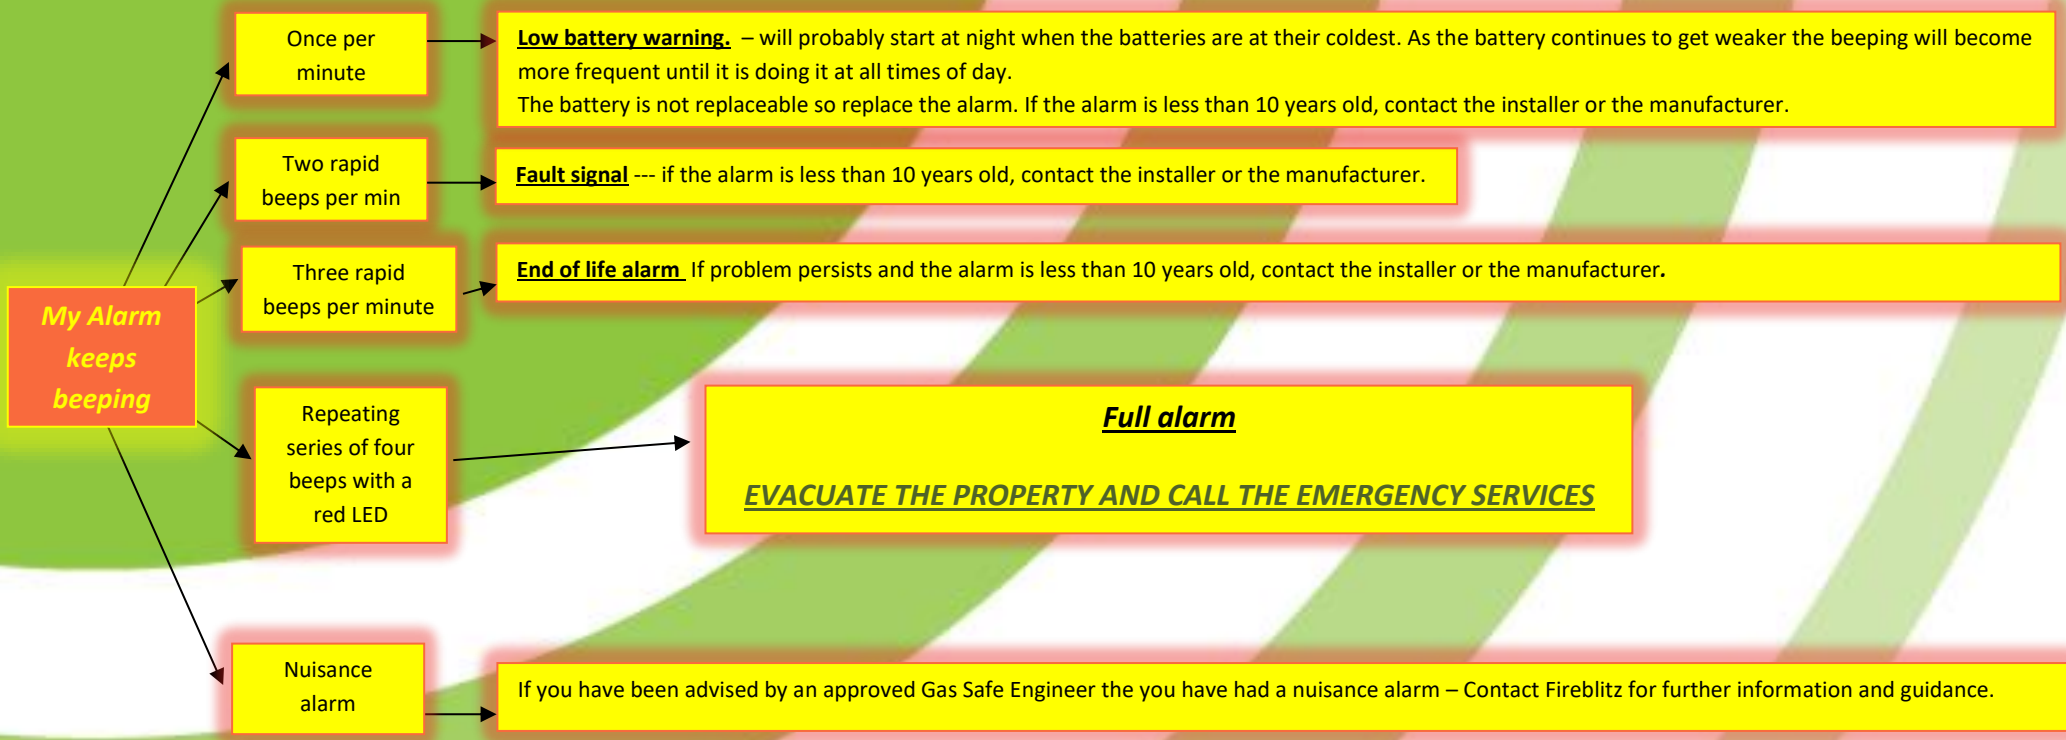 Once per
minute
Low battery warning. – will probably start at night when the batteries are at their coldest. As the battery continues to get weaker the beeping will become
more frequent until it is doing it at all times of day.
The battery is not replaceable so replace the alarm. If the alarm is less than 10 years old, contact the installer or the manufacturer.
Two rapid
beeps per min
Fault signal --- if the alarm is less than 10 years old, contact the installer or the manufacturer.
Three rapid
beeps per minute
End of life alarm If problem persists and the alarm is less than 10 years old, contact the installer or the manufacturer.
My Alarm
keeps
beeping
Repeating
series of four
beeps with a
red LED
Full alarm
EVACUATE THE PROPERTY AND CALL THE EMERGENCY SERVICES
Nuisance
alarm
If you have been advised by an approved Gas Safe Engineer the you have had a nuisance alarm – Contact Fireblitz for further information and guidance.